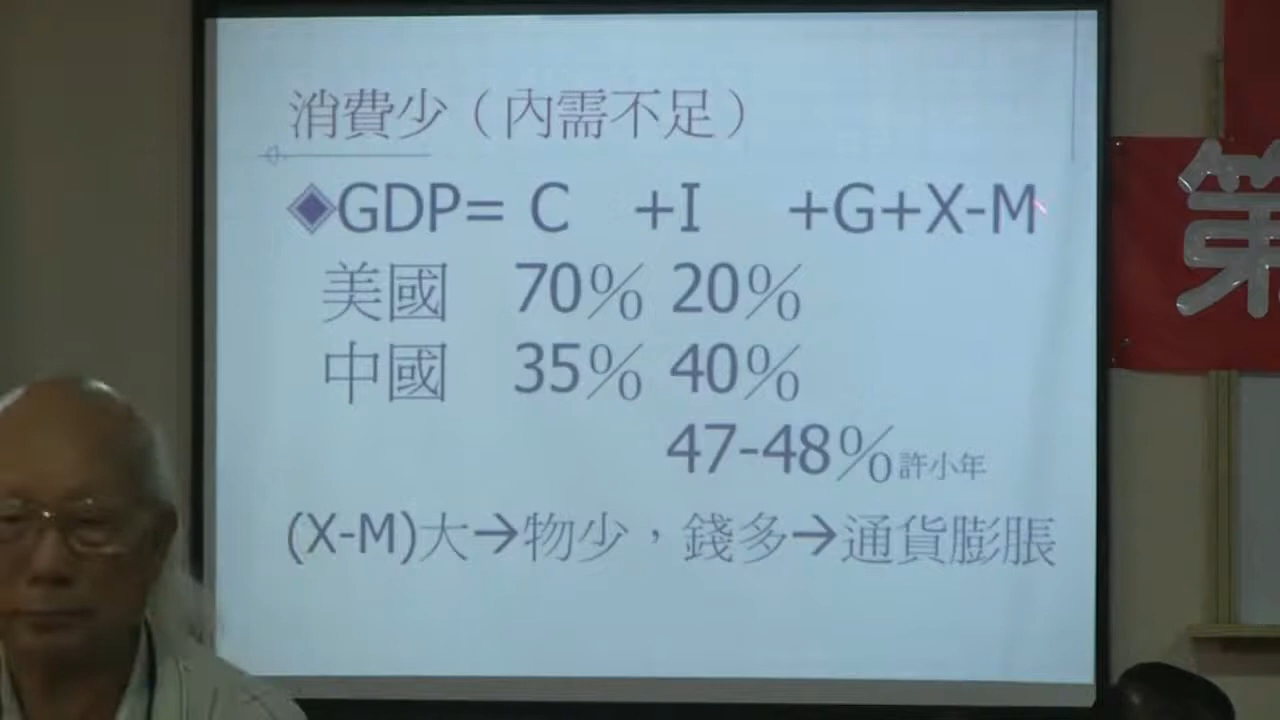 消費少（內需不足）
GDP= C +I +G+X-M
美國 70% 20%
中國 35% 40%
47-48%許小年
(X-M)大→物少，錢多→通貨膨脹
第